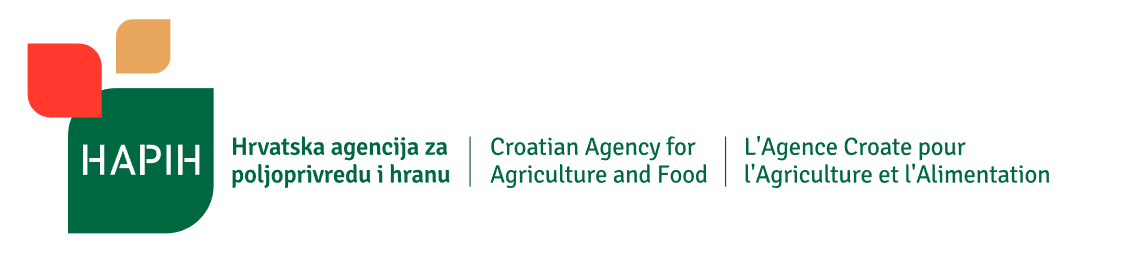 HAPIH
Hrvatska agencija za
poljoprivredu i hranu
Croatian Agency for
Agriculture and Food
L'Agence Croate pour
l'Agriculture et l'Alimentation